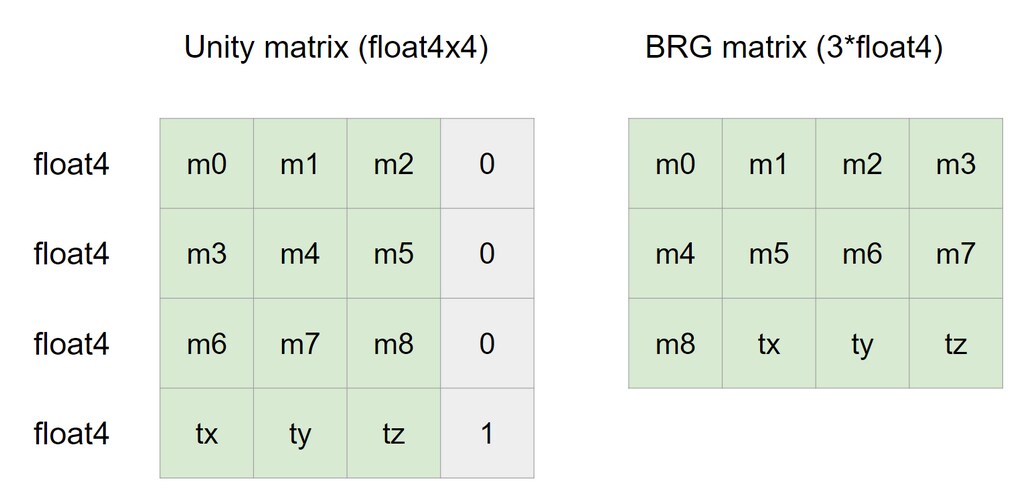 Unity matrix (float4x4) BRG matrix (3*float4)
float4 m0 m1 m2 0 m0 m1 m2 m3
float4 m3 m4 m5 0 m4 m5 m6 m7
float4 m6 m7 m8 0 m8 tx ty tz
float4 tx ty tz 1